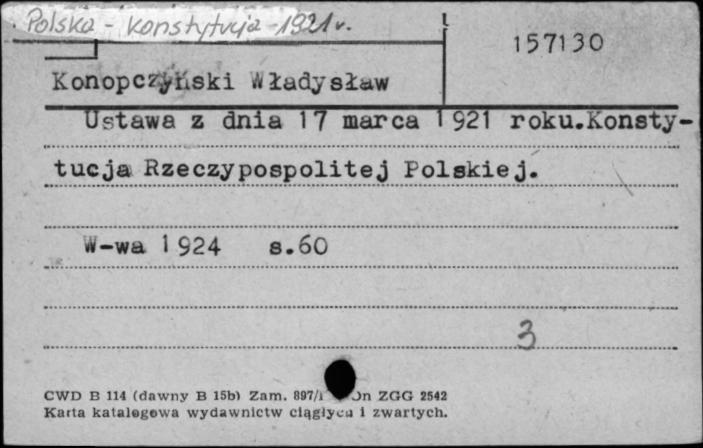 Polska - konstytucja - 1921 r.
157130
Konopczyński Władysław
Ustawa z dnia 17 marca 1921 roku.Konsty-
tucja Rzeczypospolitej Polskiej.
W-wa 1924 s.60
3
CWD B 114 (dawny B 15b) Zam. ZGG 2542
Karta katalogowa wydawnictw ciągłych i zwartych.